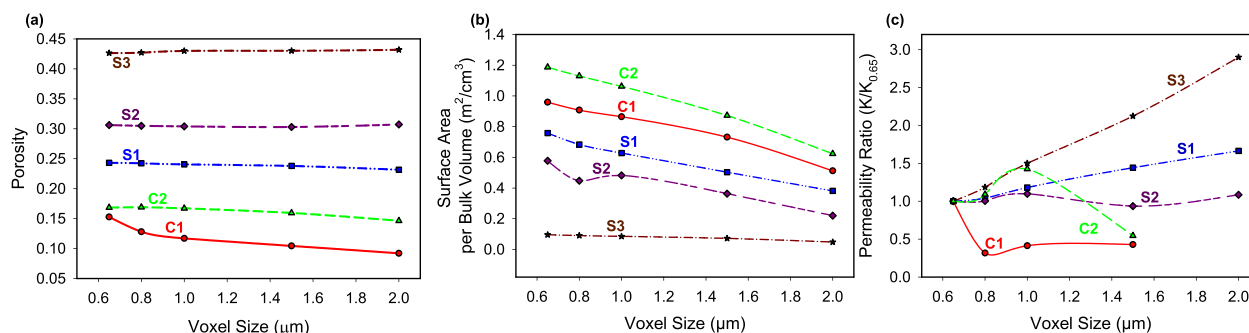 (a)
0.45
0.40
0.35
0.30
0.25
0.20
0.15
0.10
0.05
Porosity
S3
S2
S1
C2
C1
0.6 0.8 1.0 1.2 1.4 1.6 1.8 2.0
Voxel Size (μm)
(b)
1.4
1.2
1.0
0.8
0.6
0.4
0.2
0.0
Surface Area
per Bulk Volume (m²/cm³)
C2
C1
S1
S2
S3
0.6 0.8 1.0 1.2 1.4 1.6 1.8 2.0
Voxel Size (μm)
(c)
3.0
2.5
2.0
1.5
1.0
0.5
0.0
Permeability Ratio (K/K0.65)
S3
S1
S2
C2
C1
0.6 0.8 1.0 1.2 1.4 1.6 1.8 2.0
Voxel Size (μm)